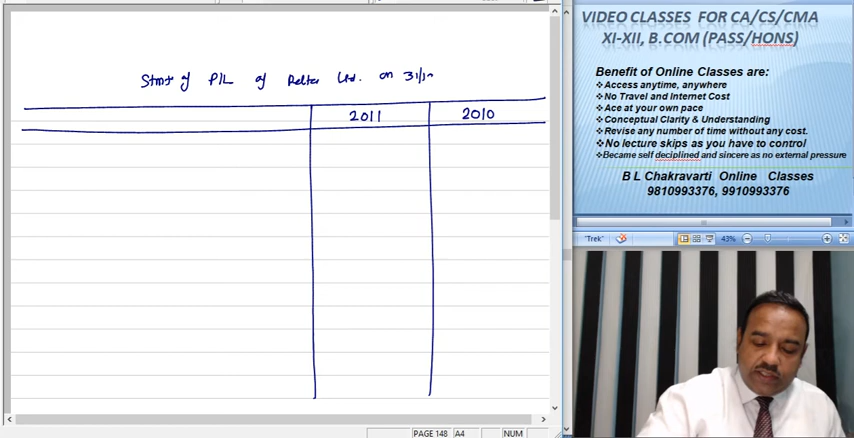 Stmt of P/L of Delta Ltd. on 31/12
2011 2010
PAGE 148 A4 NUM
VIDEO CLASSES FOR CA/CS/CMA
XI-XII, B.COM (PASS/HONS)
Benefit of Online Classes are:
❖Access anytime, anywhere
❖No Travel and Internet Cost
❖Ace at your own pace
❖Conceptual Clarity & Understanding
❖Revise any number of time without any cost.
❖No lecture skips as you have to control
❖Became self deciplined and sincere as no external pressure
B L Chakravarti Online Classes
9810993376, 9910993376
"Trek" 43%